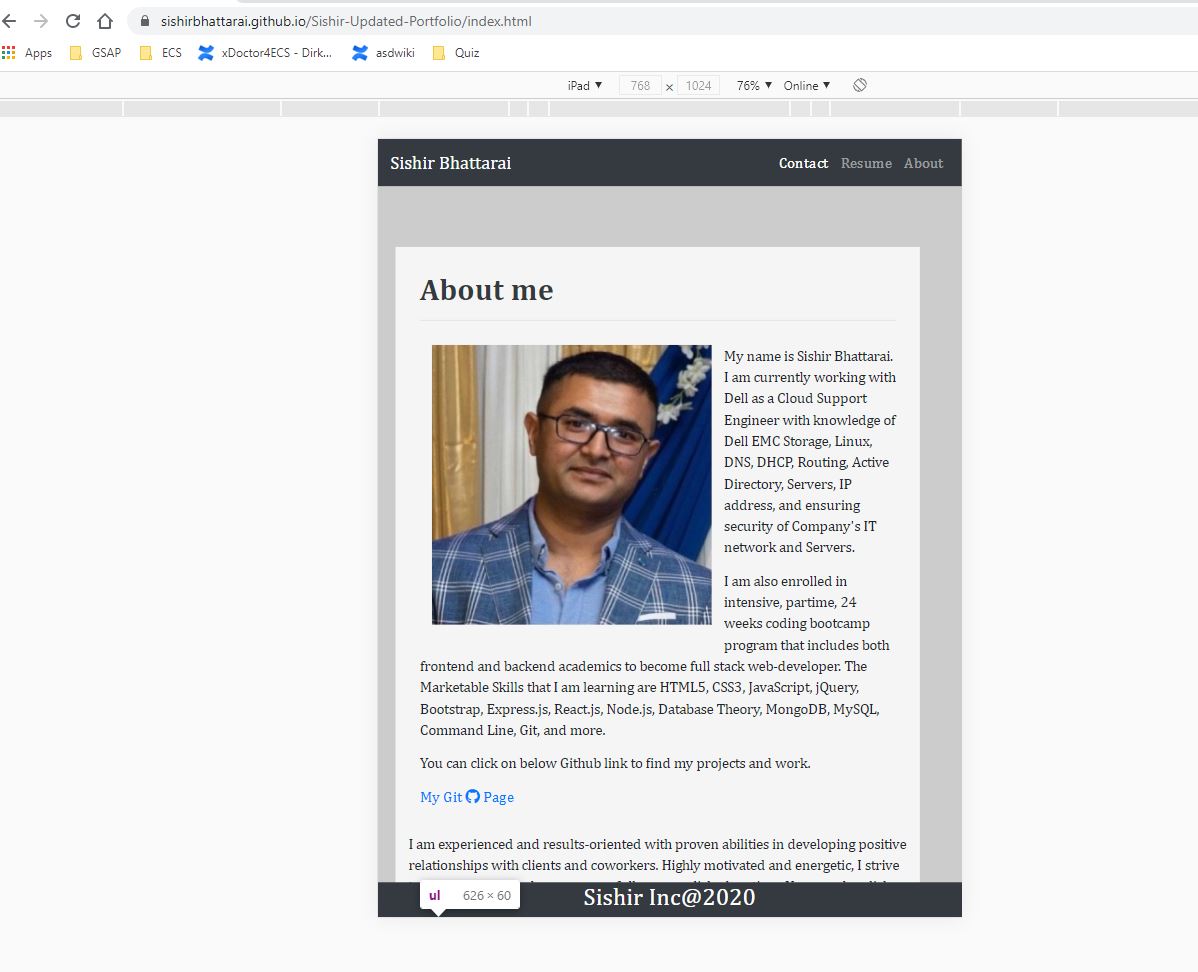 sishirbhattarai.github.io/Sishir-Updated-Portfolio/index.html
Apps GSAP ECS xDoctor4ECS - Dirk... asdwiki Quiz
iPad ▼ 768 × 1024 76% ▼ Online ▼
Sishir Bhattarai Contact Resume About
About me
My name is Sishir Bhattarai.
I am currently working with
Dell as a Cloud Support
Engineer with knowledge of
Dell EMC Storage, Linux,
DNS, DHCP, Routing, Active
Directory, Servers, IP
address, and ensuring
security of Company's IT
network and Servers.
I am also enrolled in
intensive, partime, 24
weeks coding bootcamp
program that includes both
frontend and backend academics to become full stack web-developer. The
Marketable Skills that I am learning are HTML5, CSS3, JavaScript, jQuery,
Bootstrap, Express.js, React.js, Node.js, Database Theory, MongoDB, MySQL,
Command Line, Git, and more.
You can click on below Github link to find my projects and work.
My Git Page
I am experienced and results-oriented with proven abilities in developing positive
relationships with clients and coworkers. Highly motivated and energetic, I strive
ul 626 × 60
Sishir Inc@2020